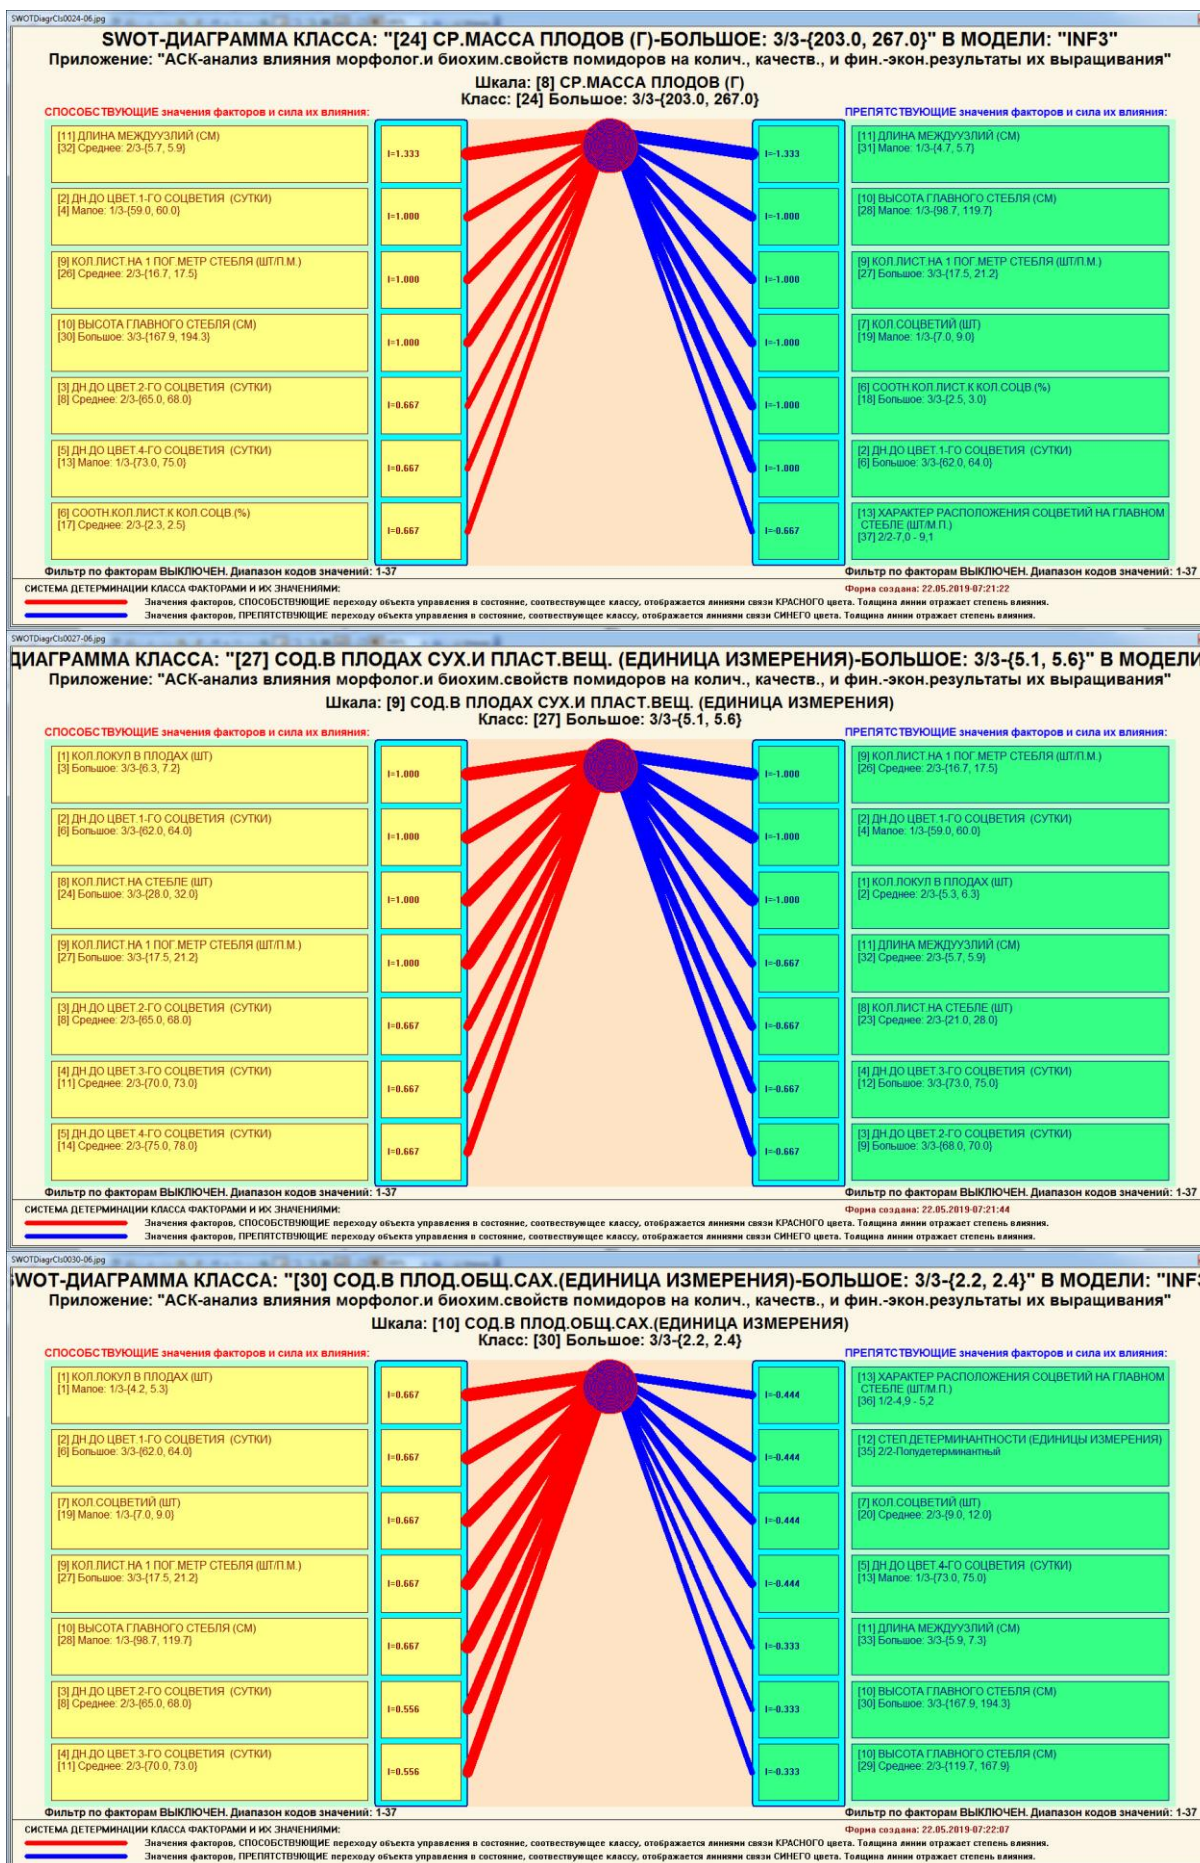 SWOTDiagrCls0024-06.jpg
SWOT-ДИАГРАММА КЛАССА: "[24] СР.МАССА ПЛОДОВ (Г)-БОЛЬШОЕ: 3/3-{203.0, 267.0}" В МОДЕЛИ: "INF3"
Приложение: "АСК-анализ влияния морфолог.и биохим.свойств помидоров на колич., качеств., и фин.-экон.результаты их выращивания"
Шкала: [8] СР.МАССА ПЛОДОВ (Г)
Класс: [24] Большое: 3/3-{203.0, 267.0}
СПОСОБСТВУЮЩИЕ значения факторов и сила их влияния:
[11] ДЛИНА МЕЖДУУЗЛИЙ (СМ)
[32] Среднее: 2/3-{5.7, 5.9}
I=1.333
[2] ДН.ДО ЦВЕТ.1-ГО СОЦВЕТИЯ (СУТКИ)
[4] Малое: 1/3-{59.0, 60.0}
I=1.000
[9] КОЛ.ЛИСТ.НА 1 ПОГ.МЕТР СТЕБЛЯ (ШТ/П.М.)
[26] Среднее: 2/3-{16.7, 17.5}
I=1.000
[10] ВЫСОТА ГЛАВНОГО СТЕБЛЯ (СМ)
[30] Большое: 3/3-{167.9, 194.3}
I=1.000
[3] ДН.ДО ЦВЕТ.2-ГО СОЦВЕТИЯ (СУТКИ)
[8] Среднее: 2/3-{65.0, 68.0}
I=0.667
[5] ДН.ДО ЦВЕТ.4-ГО СОЦВЕТИЯ (СУТКИ)
[13] Малое: 1/3-{73.0, 75.0}
I=0.667
[6] СООТН.КОЛ.ЛИСТ.К КОЛ.СОЦВ.(%)
[17] Среднее: 2/3-{2.3, 2.5}
I=0.667
Фильтр по факторам ВЫКЛЮЧЕН. Диапазон кодов значений: 1-37
ПРЕПЯТСТВУЮЩИЕ значения факторов и сила их влияния:
I=-1.333
[11] ДЛИНА МЕЖДУУЗЛИЙ (СМ)
[31] Малое: 1/3-{4.7, 5.7}
I=-1.000
[10] ВЫСОТА ГЛАВНОГО СТЕБЛЯ (СМ)
[28] Малое: 1/3-{98.7, 119.7}
I=-1.000
[9] КОЛ.ЛИСТ.НА 1 ПОГ.МЕТР СТЕБЛЯ (ШТ/П.М.)
[27] Большое: 3/3-{17.5, 21.2}
I=-1.000
[7] КОЛ.СОЦВЕТИЙ (ШТ)
[19] Малое: 1/3-{7.0, 9.0}
I=-1.000
[6] СООТН.КОЛ.ЛИСТ.К КОЛ.СОЦВ.(%)
[18] Большое: 3/3-{2.5, 3.0}
I=-1.000
[2] ДН.ДО ЦВЕТ.1-ГО СОЦВЕТИЯ (СУТКИ)
[6] Большое: 3/3-{62.0, 64.0}
I=-0.667
[13] ХАРАКТЕР РАСПОЛОЖЕНИЯ СОЦВЕТИЙ НА ГЛАВНОМ
СТЕБЛЕ (ШТ/М.П.)
[37] 2/2-7,0 - 9,1
Фильтр по факторам ВЫКЛЮЧЕН. Диапазон кодов значений: 1-37
СИСТЕМА ДЕТЕРМИНАЦИИ КЛАССА ФАКТОРАМИ И ИХ ЗНАЧЕНИЯМИ:
Форма создана: 22.05.2019-07:21:22
Значения факторов, СПОСОБСТВУЮЩИЕ переходу объекта управления в состояние, соотвествующее классу, отображается линиями связи КРАСНОГО цвета. Толщина линии отражает степень влияния.
Значения факторов, ПРЕПЯТСТВУЮЩИЕ переходу объекта управления в состояние, соотвествующее классу, отображается линиями связи СИНЕГО цвета. Толщина линии отражает степень влияния.
SWOTDiagrCls0027-06.jpg
ДИАГРАММА КЛАССА: "[27] СОД.В ПЛОДАХ СУХ.И ПЛАСТ.ВЕЩ. (ЕДИНИЦА ИЗМЕРЕНИЯ)-БОЛЬШОЕ: 3/3-{5.1, 5.6}" В МОДЕЛИ
Приложение: "АСК-анализ влияния морфолог.и биохим.свойств помидоров на колич., качеств., и фин.-экон.результаты их выращивания"
Шкала: [9] СОД.В ПЛОДАХ СУХ.И ПЛАСТ.ВЕЩ. (ЕДИНИЦА ИЗМЕРЕНИЯ)
Класс: [27] Большое: 3/3-{5.1, 5.6}
СПОСОБСТВУЮЩИЕ значения факторов и сила их влияния:
[1] КОЛ.ЛОКУЛ В ПЛОДАХ (ШТ)
[3] Большое: 3/3-{6.3, 7.2}
I=1.000
[2] ДН.ДО ЦВЕТ.1-ГО СОЦВЕТИЯ (СУТКИ)
[6] Большое: 3/3-{62.0, 64.0}
I=1.000
[8] КОЛ.ЛИСТ.НА СТЕБЛЕ (ШТ)
[24] Большое: 3/3-{28.0, 32.0}
I=1.000
[9] КОЛ.ЛИСТ.НА 1 ПОГ.МЕТР СТЕБЛЯ (ШТ/П.М.)
[27] Большое: 3/3-{17.5, 21.2}
I=1.000
[3] ДН.ДО ЦВЕТ.2-ГО СОЦВЕТИЯ (СУТКИ)
[8] Среднее: 2/3-{65.0, 68.0}
I=0.667
[4] ДН.ДО ЦВЕТ.3-ГО СОЦВЕТИЯ (СУТКИ)
[11] Среднее: 2/3-{70.0, 73.0}
I=0.667
[5] ДН.ДО ЦВЕТ.4-ГО СОЦВЕТИЯ (СУТКИ)
[14] Среднее: 2/3-{75.0, 78.0}
I=0.667
Фильтр по факторам ВЫКЛЮЧЕН. Диапазон кодов значений: 1-37
ПРЕПЯТСТВУЮЩИЕ значения факторов и сила их влияния:
I=-1.000
[9] КОЛ.ЛИСТ.НА 1 ПОГ.МЕТР СТЕБЛЯ (ШТ/П.М.)
[26] Среднее: 2/3-{16.7, 17.5}
I=-1.000
[2] ДН.ДО ЦВЕТ.1-ГО СОЦВЕТИЯ (СУТКИ)
[4] Малое: 1/3-{59.0, 60.0}
I=-1.000
[1] КОЛ.ЛОКУЛ В ПЛОДАХ (ШТ)
[2] Среднее: 2/3-{5.3, 6.3}
I=-0.667
[11] ДЛИНА МЕЖДУУЗЛИЙ (СМ)
[32] Среднее: 2/3-{5.7, 5.9}
I=-0.667
[8] КОЛ.ЛИСТ.НА СТЕБЛЕ (ШТ)
[23] Среднее: 2/3-{21.0, 28.0}
I=-0.667
[4] ДН.ДО ЦВЕТ.3-ГО СОЦВЕТИЯ (СУТКИ)
[12] Большое: 3/3-{73.0, 75.0}
I=-0.667
[3] ДН.ДО ЦВЕТ.2-ГО СОЦВЕТИЯ (СУТКИ)
[9] Большое: 3/3-{68.0, 70.0}
Фильтр по факторам ВЫКЛЮЧЕН. Диапазон кодов значений: 1-37
СИСТЕМА ДЕТЕРМИНАЦИИ КЛАССА ФАКТОРАМИ И ИХ ЗНАЧЕНИЯМИ:
Форма создана: 22.05.2019-07:21:44
Значения факторов, СПОСОБСТВУЮЩИЕ переходу объекта управления в состояние, соотвествующее классу, отображается линиями связи КРАСНОГО цвета. Толщина линии отражает степень влияния.
Значения факторов, ПРЕПЯТСТВУЮЩИЕ переходу объекта управления в состояние, соотвествующее классу, отображается линиями связи СИНЕГО цвета. Толщина линии отражает степень влияния.
SWOTDiagrCls0030-06.jpg
WOT-ДИАГРАММА КЛАССА: "[30] СОД.В ПЛОД.ОБЩ.САХ.(ЕДИНИЦА ИЗМЕРЕНИЯ)-БОЛЬШОЕ: 3/3-{2.2, 2.4}" В МОДЕЛИ: "INF3
Приложение: "АСК-анализ влияния морфолог.и биохим.свойств помидоров на колич., качеств., и фин.-экон.результаты их выращивания"
Шкала: [10] СОД.В ПЛОД.ОБЩ.САХ.(ЕДИНИЦА ИЗМЕРЕНИЯ)
Класс: [30] Большое: 3/3-{2.2, 2.4}
СПОСОБСТВУЮЩИЕ значения факторов и сила их влияния:
[1] КОЛ.ЛОКУЛ В ПЛОДАХ (ШТ)
[1] Малое: 1/3-{4.2, 5.3}
I=0.667
[2] ДН.ДО ЦВЕТ.1-ГО СОЦВЕТИЯ (СУТКИ)
[6] Большое: 3/3-{62.0, 64.0}
I=0.667
[7] КОЛ.СОЦВЕТИЙ (ШТ)
[19] Малое: 1/3-{7.0, 9.0}
I=0.667
[9] КОЛ.ЛИСТ.НА 1 ПОГ.МЕТР СТЕБЛЯ (ШТ/П.М.)
[27] Большое: 3/3-{17.5, 21.2}
I=0.667
[10] ВЫСОТА ГЛАВНОГО СТЕБЛЯ (СМ)
[28] Малое: 1/3-{98.7, 119.7}
I=0.667
[3] ДН.ДО ЦВЕТ.2-ГО СОЦВЕТИЯ (СУТКИ)
[8] Среднее: 2/3-{65.0, 68.0}
I=0.556
[4] ДН.ДО ЦВЕТ.3-ГО СОЦВЕТИЯ (СУТКИ)
[11] Среднее: 2/3-{70.0, 73.0}
I=0.556
Фильтр по факторам ВЫКЛЮЧЕН. Диапазон кодов значений: 1-37
ПРЕПЯТСТВУЮЩИЕ значения факторов и сила их влияния:
I=-0.444
[13] ХАРАКТЕР РАСПОЛОЖЕНИЯ СОЦВЕТИЙ НА ГЛАВНОМ
СТЕБЛЕ (ШТ/М.П.)
[36] 1/2-4,9 - 5,2
I=-0.444
[12] СТЕП.ДЕТЕРМИНАНТНОСТИ (ЕДИНИЦЫ ИЗМЕРЕНИЯ)
[35] 2/2-Полудетерминантный
I=-0.444
[7] КОЛ.СОЦВЕТИЙ (ШТ)
[20] Среднее: 2/3-{9.0, 12.0}
I=-0.444
[5] ДН.ДО ЦВЕТ.4-ГО СОЦВЕТИЯ (СУТКИ)
[13] Малое: 1/3-{73.0, 75.0}
I=-0.333
[11] ДЛИНА МЕЖДУУЗЛИЙ (СМ)
[33] Большое: 3/3-{5.9, 7.3}
I=-0.333
[10] ВЫСОТА ГЛАВНОГО СТЕБЛЯ (СМ)
[30] Большое: 3/3-{167.9, 194.3}
I=-0.333
[10] ВЫСОТА ГЛАВНОГО СТЕБЛЯ (СМ)
[29] Среднее: 2/3-{119.7, 167.9}
Фильтр по факторам ВЫКЛЮЧЕН. Диапазон кодов значений: 1-37
СИСТЕМА ДЕТЕРМИНАЦИИ КЛАССА ФАКТОРАМИ И ИХ ЗНАЧЕНИЯМИ:
Форма создана: 22.05.2019-07:22:07
Значения факторов, СПОСОБСТВУЮЩИЕ переходу объекта управления в состояние, соотвествующее классу, отображается линиями связи КРАСНОГО цвета. Толщина линии отражает степень влияния.
Значения факторов, ПРЕПЯТСТВУЮЩИЕ переходу объекта управления в состояние, соотвествующее классу, отображается линиями связи СИНЕГО цвета. Толщина линии отражает степень влияния.